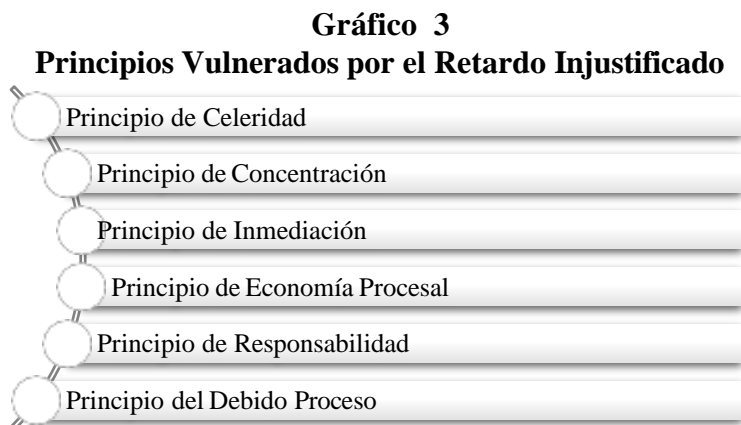 Gráfico 3
Principios Vulnerados por el Retardo Injustificado
Principio de Celeridad
Principio de Concentración
Principio de Inmediación
Principio de Economía Procesal
Principio de Responsabilidad
Principio del Debido Proceso